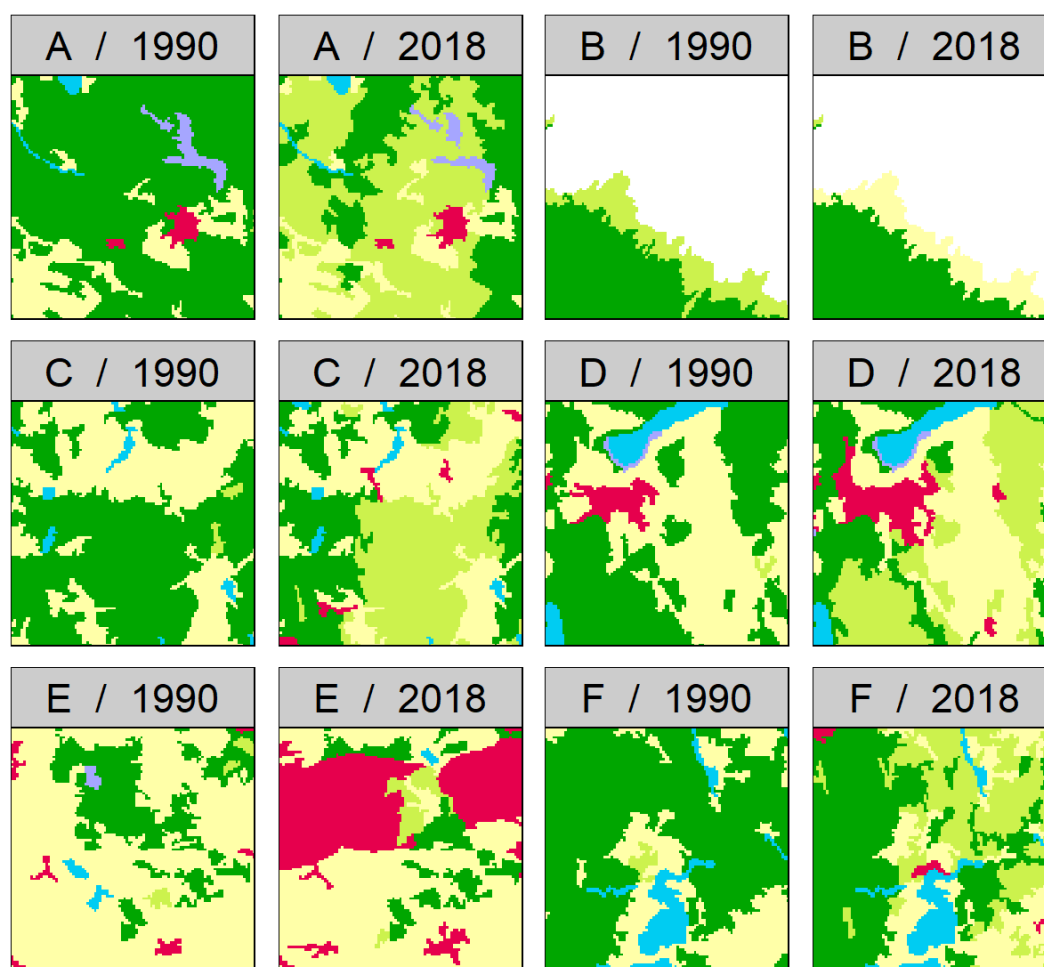 A / 1990
A / 2018
B / 1990
B / 2018
C / 1990
C / 2018
D / 1990
D / 2018
E / 1990
E / 2018
F / 1990
F / 2018